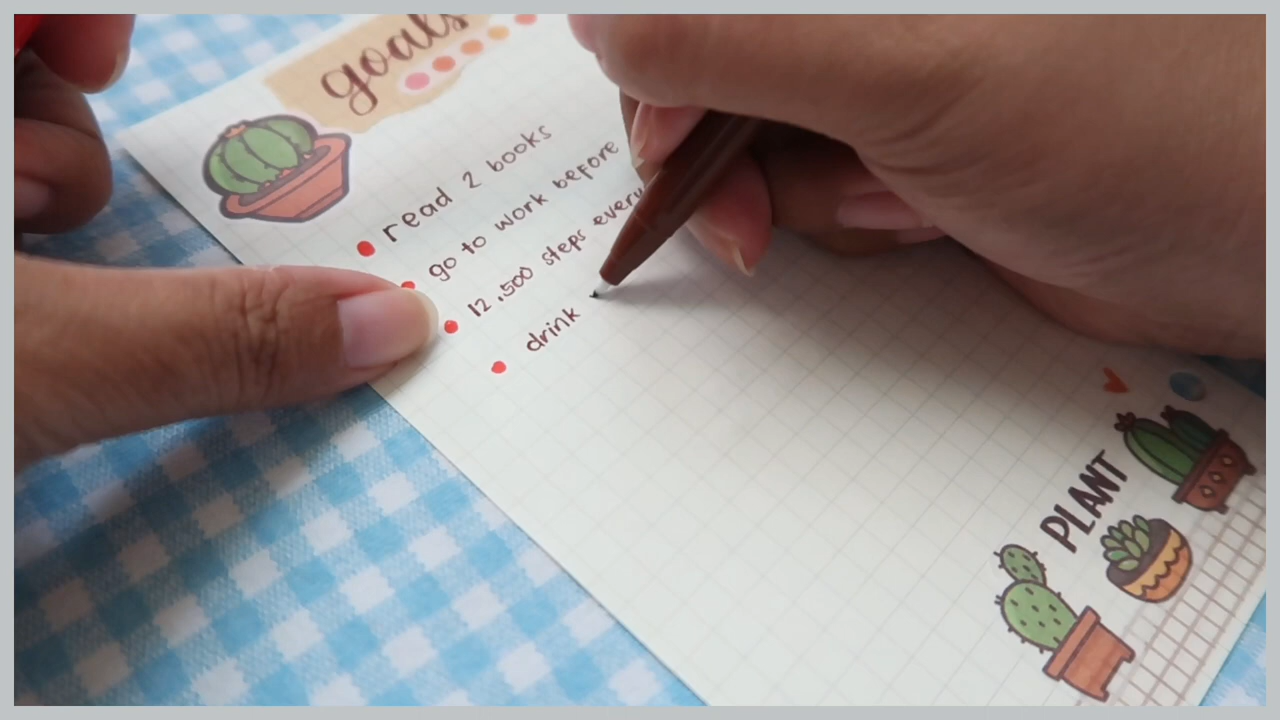 goals
read 2 books
go to work before
12,500 steps every
drink
PLANT